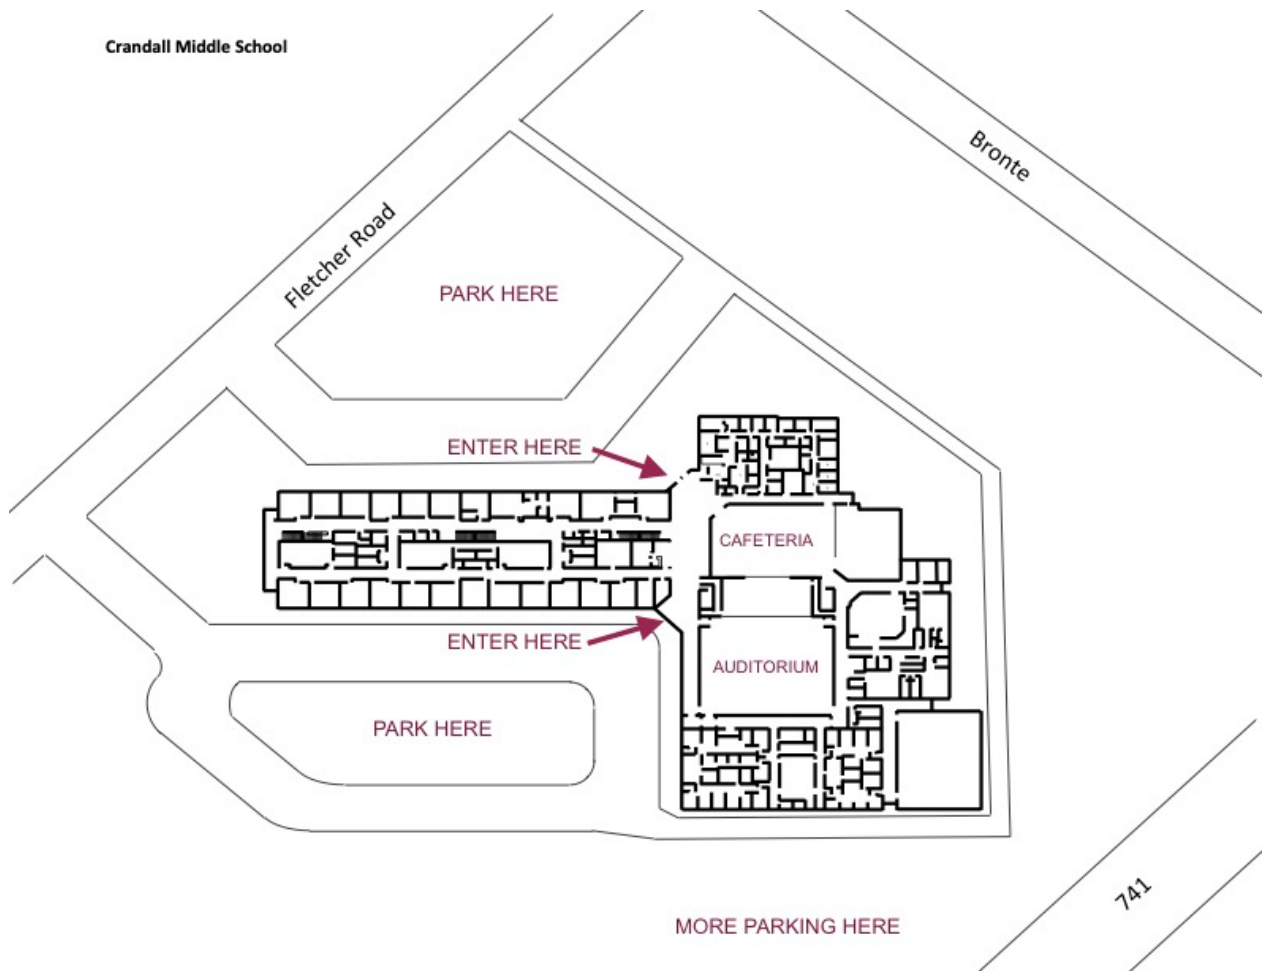 Crandall Middle School
Bronte
Fletcher Road
PARK HERE
ENTER HERE
CAFETERIA
ENTER HERE
AUDITORIUM
PARK HERE
741
MORE PARKING HERE